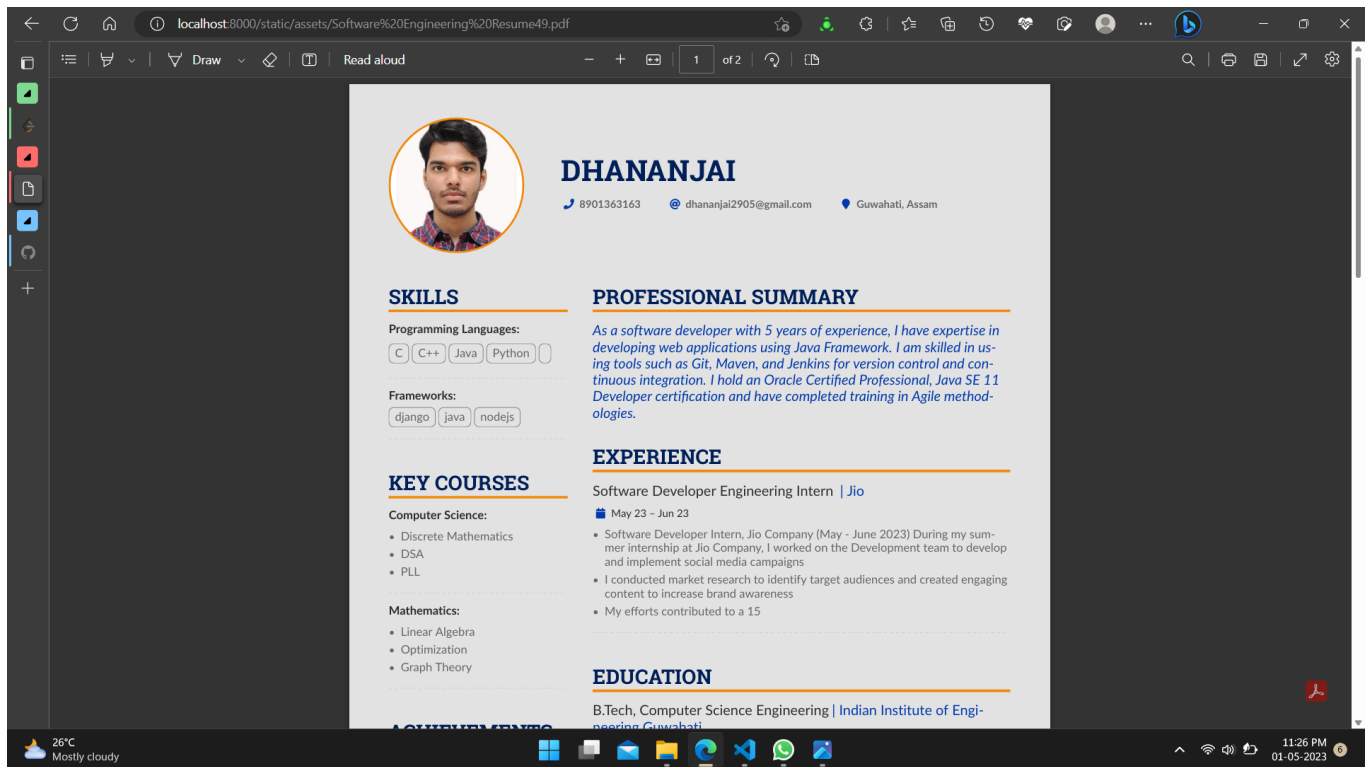 localhost:8000/static/assets/Software%20Engineering%20Resume49.pdf
Draw
Read aloud
1 of 2
DHANANJAI
8901363163 dhananjai2905@gmail.com Guwahati, Assam
SKILLS
Programming Languages:
C C++ Java Python
Frameworks:
django java nodejs
KEY COURSES
Computer Science:
• Discrete Mathematics
• DSA
• PLL
Mathematics:
• Linear Algebra
• Optimization
• Graph Theory
ACHIEVEMENTS
PROFESSIONAL SUMMARY
As a software developer with 5 years of experience, I have expertise in
developing web applications using Java Framework. I am skilled in us-
ing tools such as Git, Maven, and Jenkins for version control and con-
tinuous integration. I hold an Oracle Certified Professional, Java SE 11
Developer certification and have completed training in Agile method-
ologies.
EXPERIENCE
Software Developer Engineering Intern | Jio
May 23 – Jun 23
• Software Developer Intern, Jio Company (May - June 2023) During my sum-
mer internship at Jio Company, I worked on the Development team to develop
and implement social media campaigns
• I conducted market research to identify target audiences and created engaging
content to increase brand awareness
• My efforts contributed to a 15
EDUCATION
B.Tech, Computer Science Engineering | Indian Institute of Engi-
neering Guwahati
26°C
Mostly cloudy
11:26 PM
01-05-2023
6